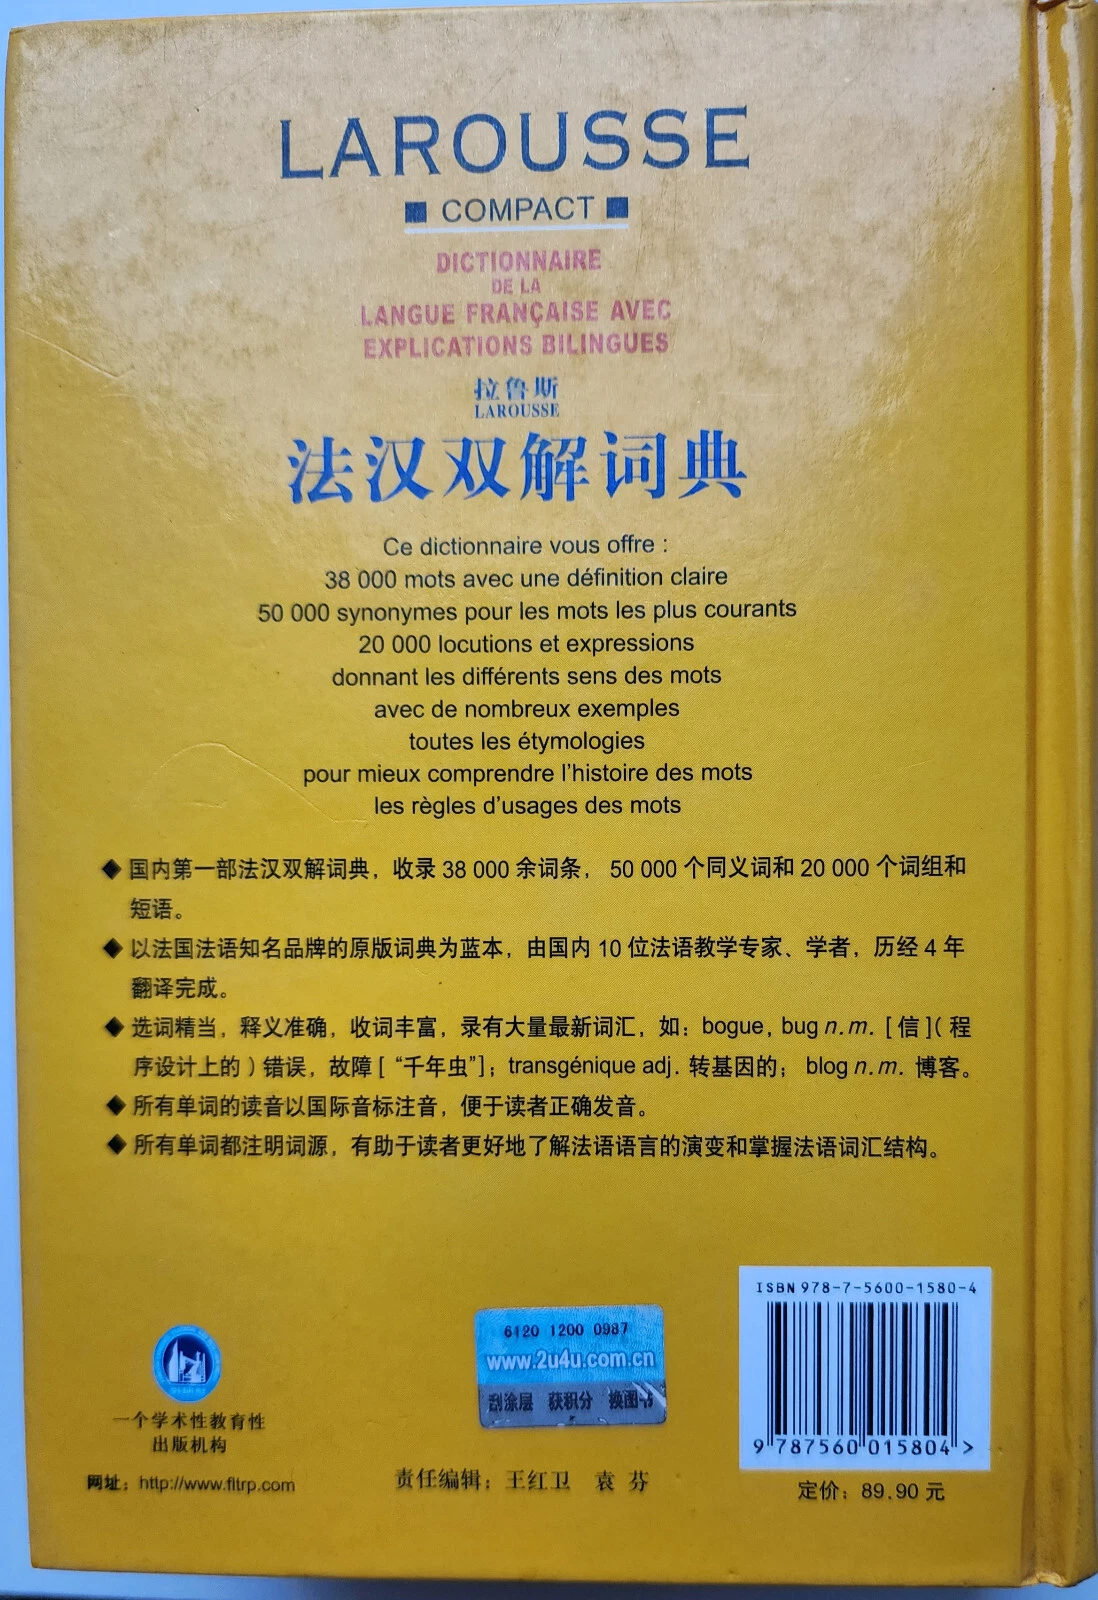 LAROUSSE
■ COMPACT ■
DICTIONNAIRE
DE LA
LANGUE FRANÇAISE AVEC
EXPLICATIONS BILINGUES
拉鲁斯
LAROUSSE
法汉双解词典
Ce dictionnaire vous offre :
38 000 mots avec une définition claire
50 000 synonymes pour les mots les plus courants
20 000 locutions et expressions
donnant les différents sens des mots
avec de nombreux exemples
toutes les étymologies
pour mieux comprendre l'histoire des mots
les règles d'usages des mots
◆ 国内第一部法汉双解词典，收录 38 000 余词条， 50 000 个同义词和 20 000 个词组和
短语。
◆ 以法国法语知名品牌的原版词典为蓝本，由国内 10 位法语教学专家、学者，历经 4 年
翻译完成。
◆ 选词精当，释义准确，收词丰富，录有大量最新词汇，如：bogue, bug n.m. [信]( 程
序设计上的 ) 错误，故障[ “千年虫”]；transgénique adj. 转基因的； blog n.m. 博客。
◆ 所有单词的读音以国际音标注音，便于读者正确发音。
◆ 所有单词都注明词源，有助于读者更好地了解法语语言的演变和掌握法语词汇结构。
ISBN 978-7-5600-1580-4
9 787560 015804 >
定价：89.90 元
6120 1200 0987
www.2u4u.com.cn
刮涂层 获积分 换图书
一个学术性教育性
出版机构
网址：http://www.fltrp.com
责任编辑：王红卫 袁 芬